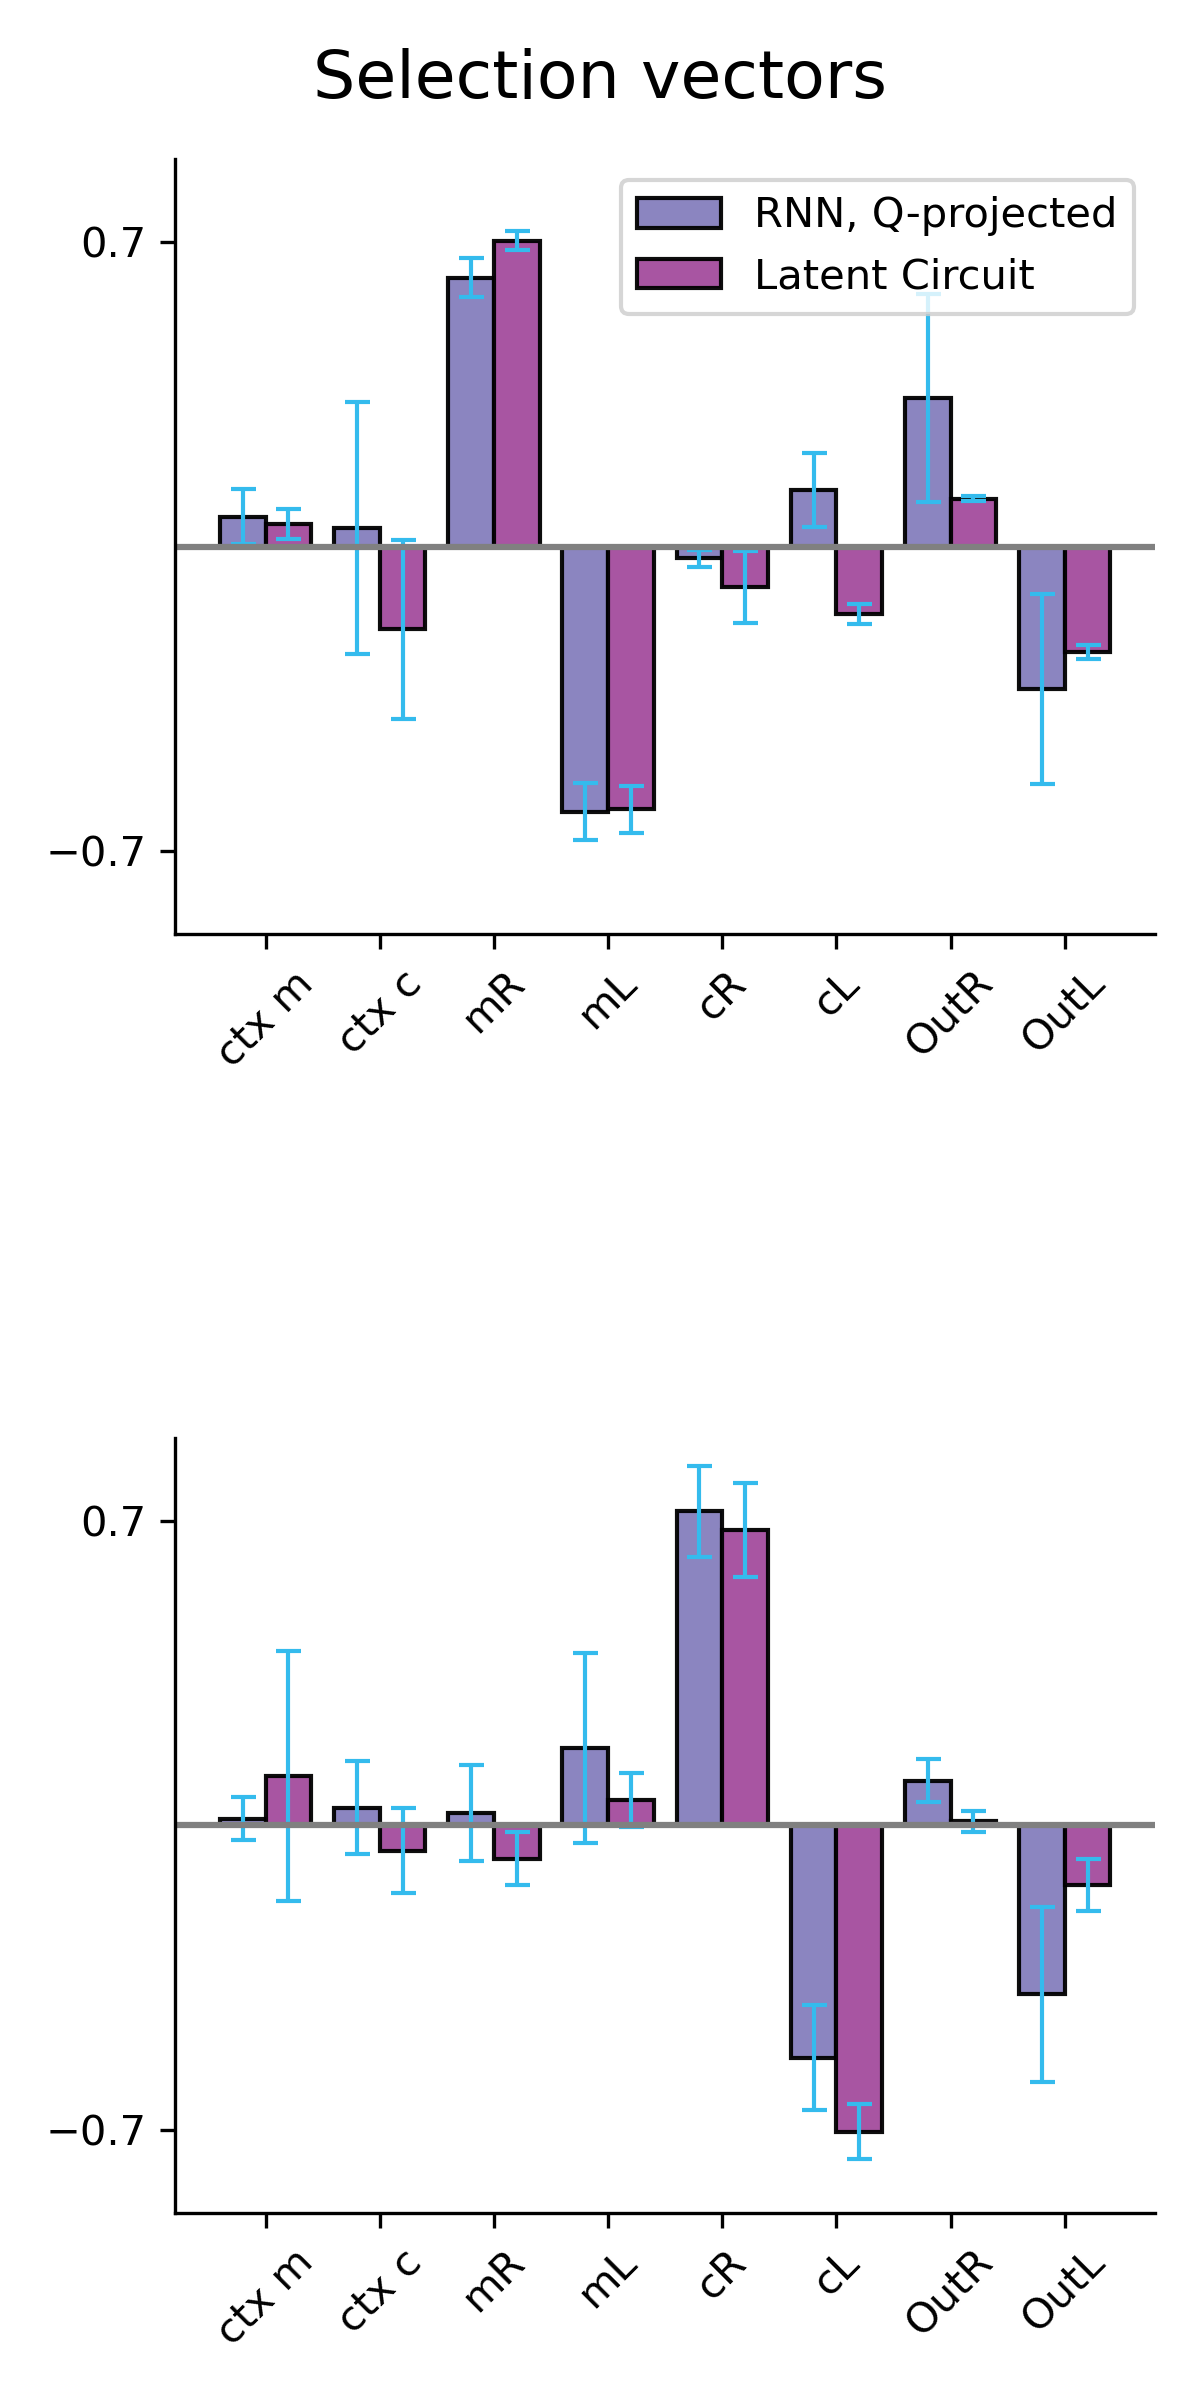 Selection vectors
RNN, Q-projected
Latent Circuit
0.7
−0.7
ctx m
ctx c
mR
mL
cR
cL
OutR
OutL
0.7
−0.7
ctx m
ctx c
mR
mL
cR
cL
OutR
OutL